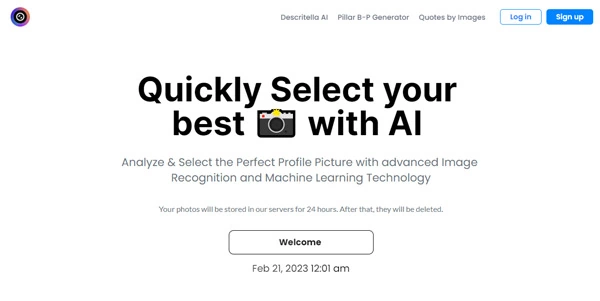 Descritella AI Pillar B-P Generator Quotes by Images Log in Sign up
Quickly Select your
best 📸 with AI
Analyze & Select the Perfect Profile Picture with advanced Image
Recognition and Machine Learning Technology
Your photos will be stored in our servers for 24 hours. After that, they will be deleted.
Welcome
Feb 21, 2023 12:01 am